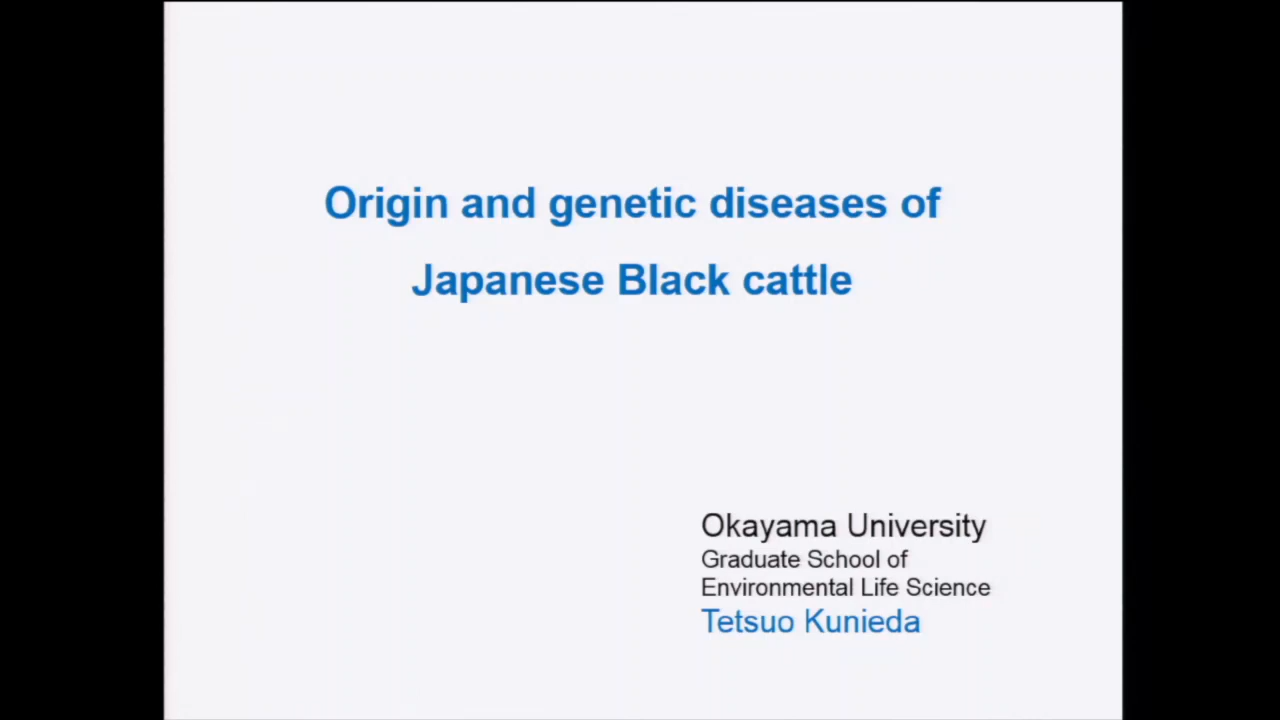 Origin and genetic diseases of
Japanese Black cattle
Okayama University
Graduate School of
Environmental Life Science
Tetsuo Kunieda